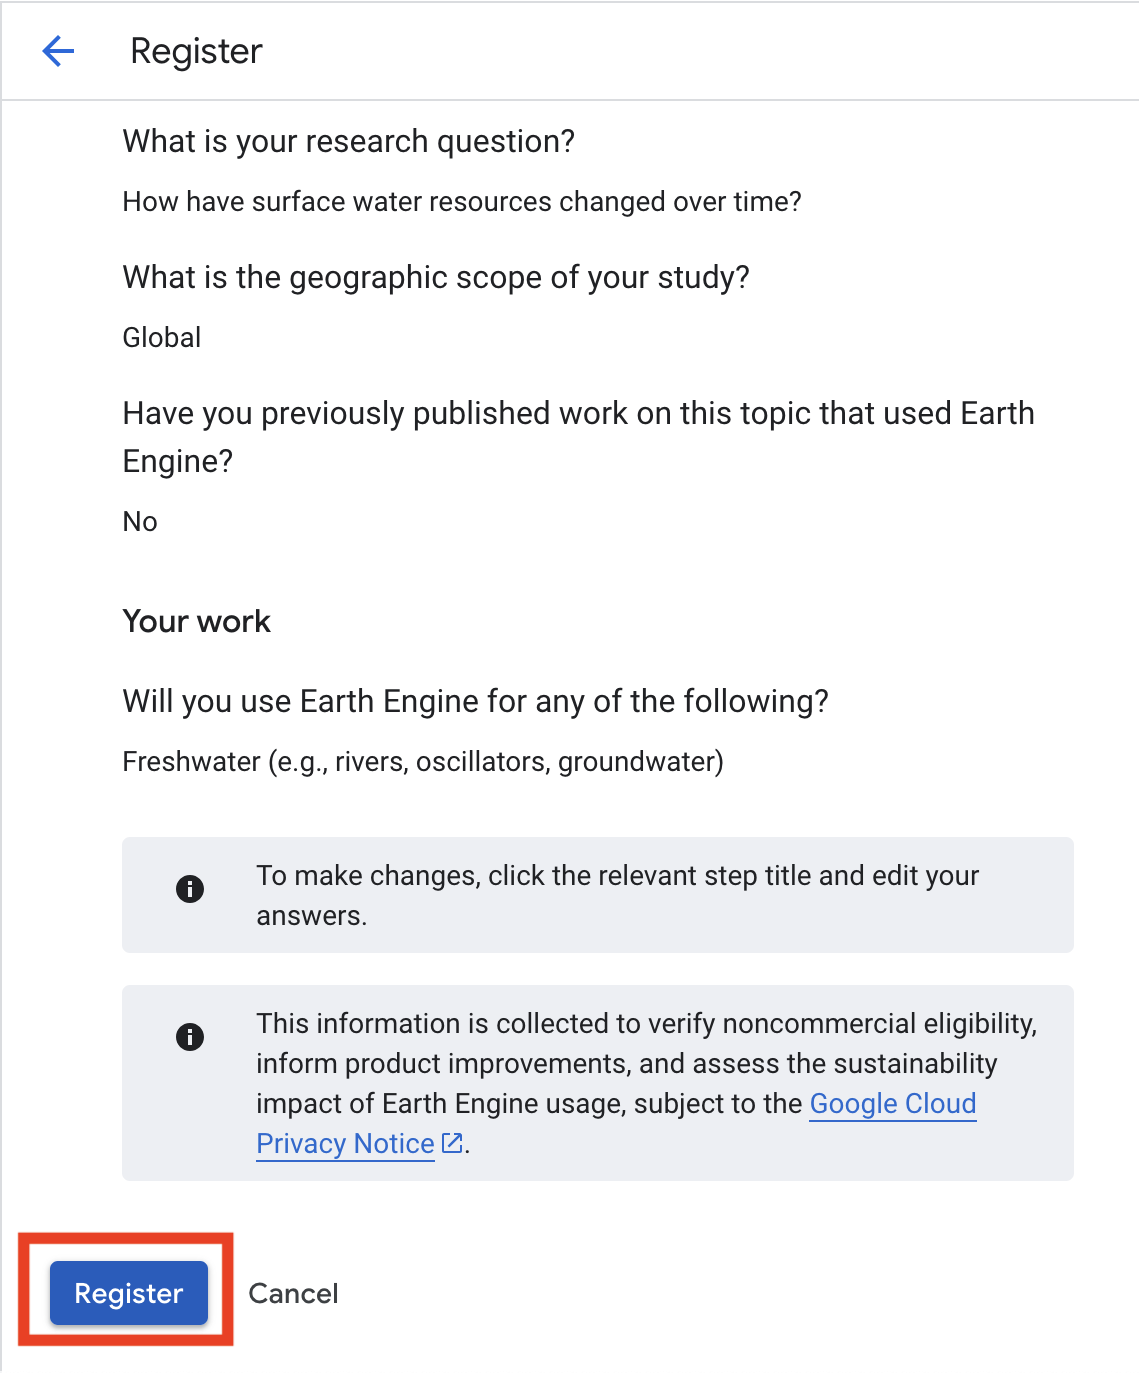 Register
What is your research question?
How have surface water resources changed over time?
What is the geographic scope of your study?
Global
Have you previously published work on this topic that used Earth
Engine?
No
Your work
Will you use Earth Engine for any of the following?
Freshwater (e.g., rivers, oscillators, groundwater)
To make changes, click the relevant step title and edit your
answers.
This information is collected to verify noncommercial eligibility,
inform product improvements, and assess the sustainability
impact of Earth Engine usage, subject to the Google Cloud
Privacy Notice.
Register Cancel